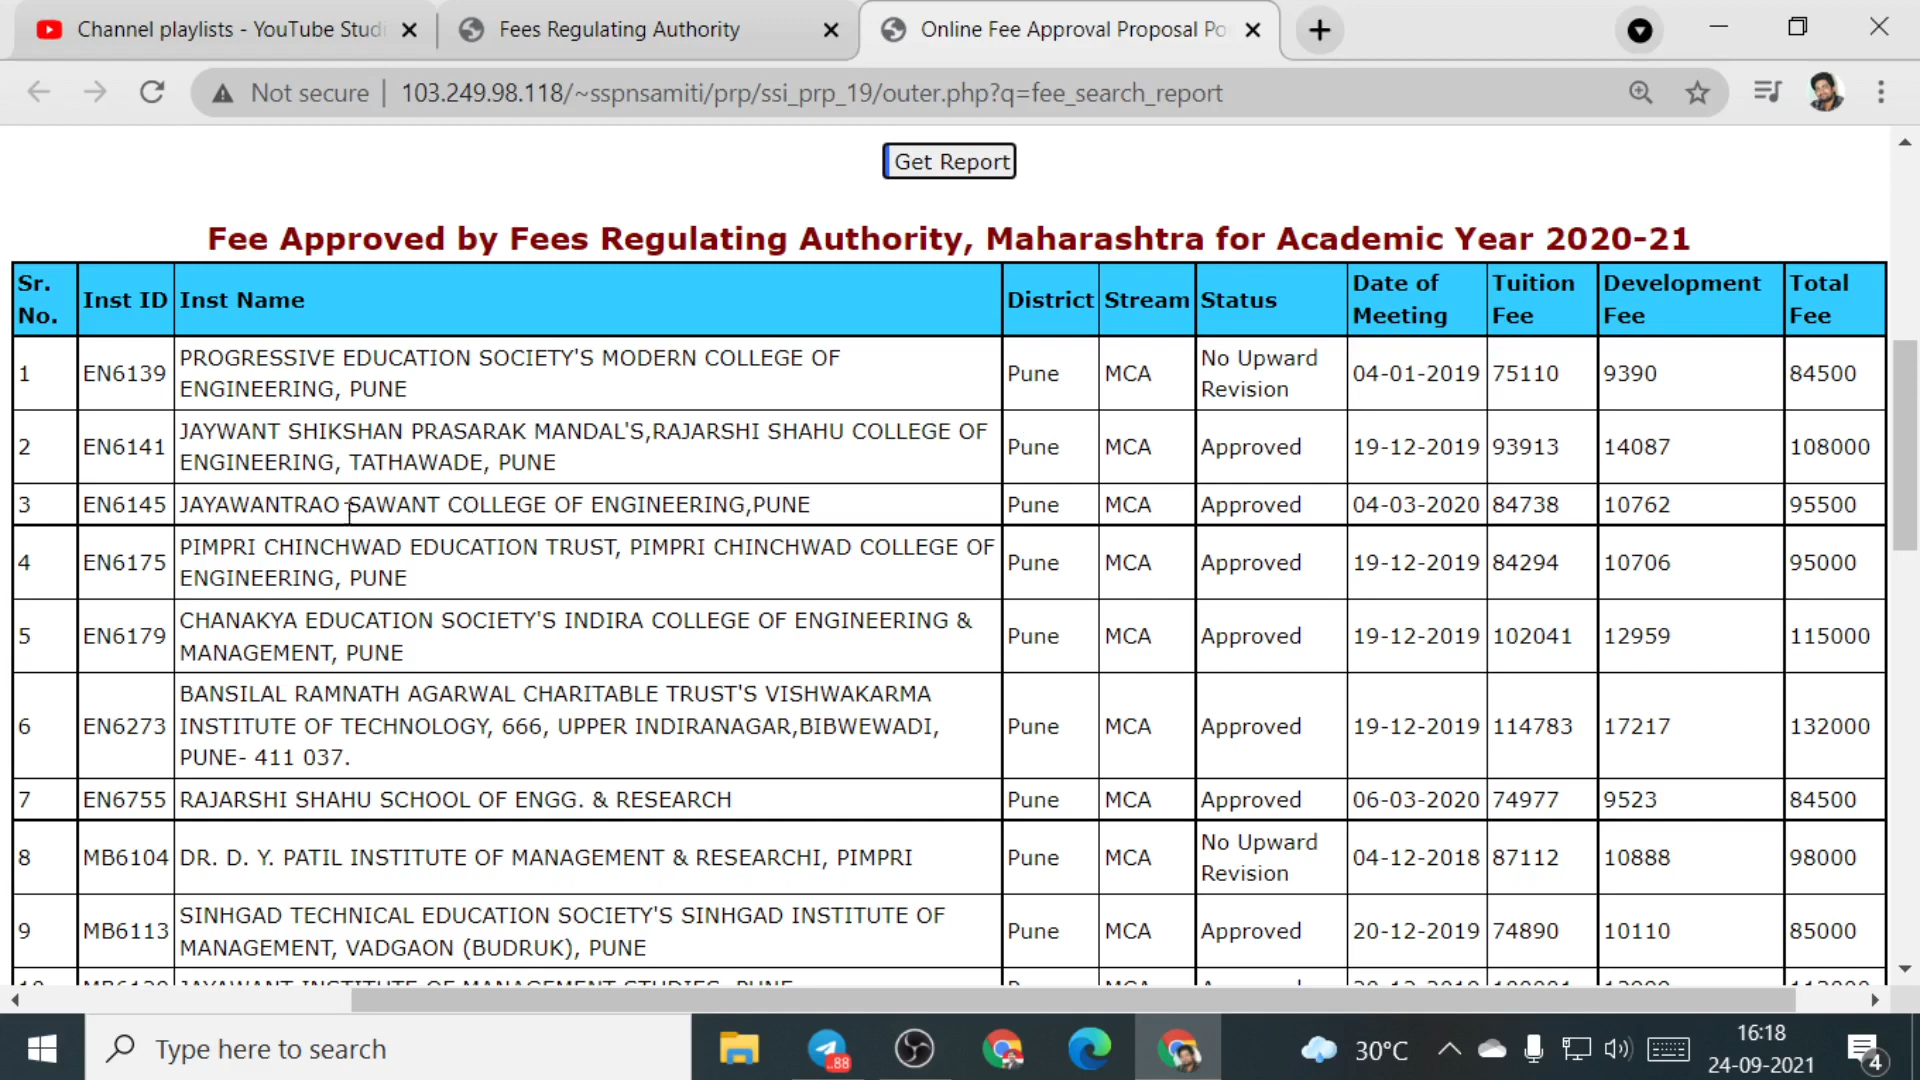 Channel playlists - YouTube Studi
Fees Regulating Authority
Online Fee Approval Proposal Po
Not secure | 103.249.98.118/~sspnsamiti/prp/ssi_prp_19/outer.php?q=fee_search_report
Get Report
Fee Approved by Fees Regulating Authority, Maharashtra for Academic Year 2020-21
Sr. No. Inst ID Inst Name District Stream Status Date of Meeting Tuition Fee Development Fee Total Fee
1 EN6139 PROGRESSIVE EDUCATION SOCIETY'S MODERN COLLEGE OF ENGINEERING, PUNE Pune MCA No Upward Revision 04-01-2019 75110 9390 84500
2 EN6141 JAYWANT SHIKSHAN PRASARAK MANDAL'S,RAJARSHI SHAHU COLLEGE OF ENGINEERING, TATHAWADE, PUNE Pune MCA Approved 19-12-2019 93913 14087 108000
3 EN6145 JAYAWANTRAO SAWANT COLLEGE OF ENGINEERING,PUNE Pune MCA Approved 04-03-2020 84738 10762 95500
4 EN6175 PIMPRI CHINCHWAD EDUCATION TRUST, PIMPRI CHINCHWAD COLLEGE OF ENGINEERING, PUNE Pune MCA Approved 19-12-2019 84294 10706 95000
5 EN6179 CHANAKYA EDUCATION SOCIETY'S INDIRA COLLEGE OF ENGINEERING & MANAGEMENT, PUNE Pune MCA Approved 19-12-2019 102041 12959 115000
6 EN6273 BANSILAL RAMNATH AGARWAL CHARITABLE TRUST'S VISHWAKARMA INSTITUTE OF TECHNOLOGY, 666, UPPER INDIRANAGAR,BIBWEWADI, PUNE- 411 037. Pune MCA Approved 19-12-2019 114783 17217 132000
7 EN6755 RAJARSHI SHAHU SCHOOL OF ENGG. & RESEARCH Pune MCA Approved 06-03-2020 74977 9523 84500
8 MB6104 DR. D. Y. PATIL INSTITUTE OF MANAGEMENT & RESEARCHI, PIMPRI Pune MCA No Upward Revision 04-12-2018 87112 10888 98000
9 MB6113 SINHGAD TECHNICAL EDUCATION SOCIETY'S SINHGAD INSTITUTE OF MANAGEMENT, VADGAON (BUDRUK), PUNE Pune MCA Approved 20-12-2019 74890 10110 85000
JAYAWANT INSTITUTE OF MANAGEMENT STUDIES, PUNE
Type here to search
88
30°C
16:18
24-09-2021
4